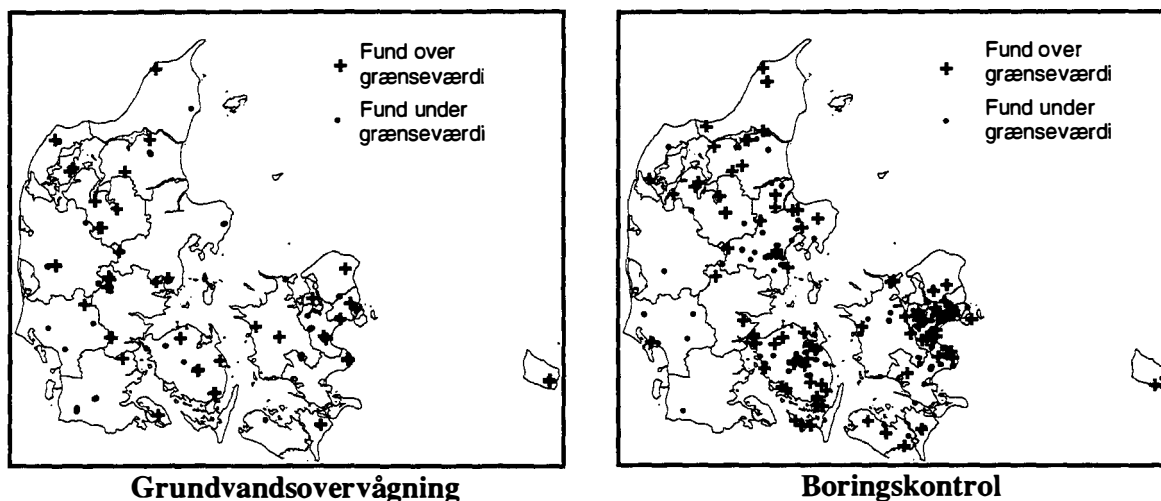 Fund over
grænseværdi
Fund under
grænseværdi
Grundvandsovervågning
Fund over
grænseværdi
Fund under
grænseværdi
Boringskontrol